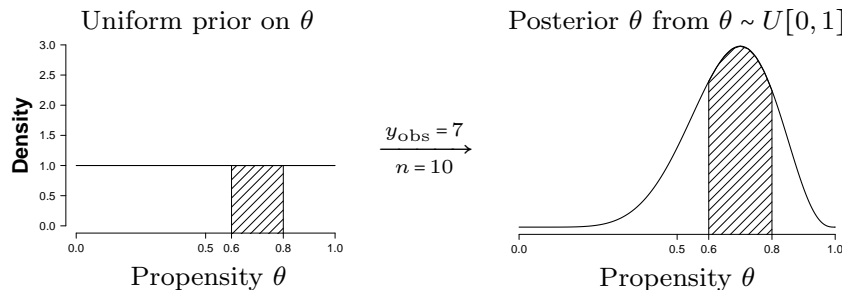 Uniform prior on θ
Posterior θ from θ ~ U[0, 1]
Density
3.0
2.5
2.0
1.5
1.0
0.5
0.0
0.0 0.5 0.6 0.8 1.0
Propensity θ
y_obs = 7
n = 10
0.0 0.5 0.6 0.8 1.0
Propensity θ